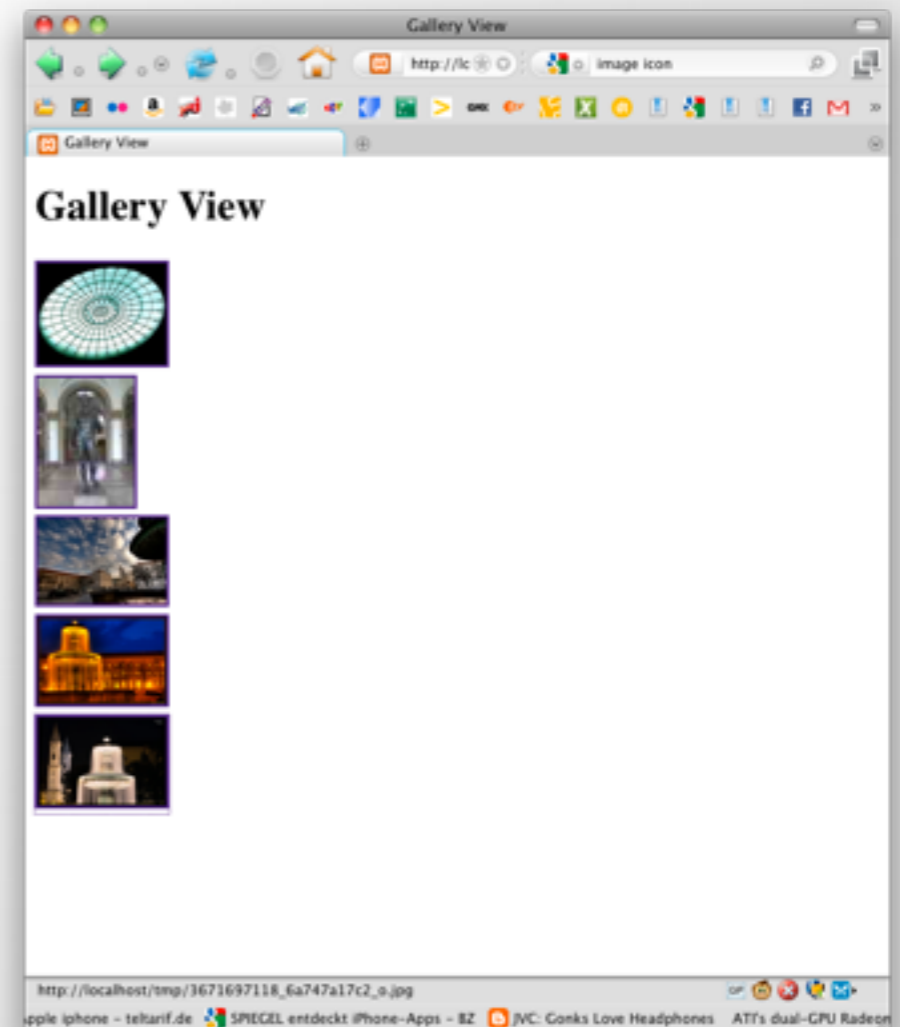 Gallery View
http://lc
image icon
Gallery View
Gallery View
http://localhost/tmp/3671697118_6a747a17c2_o.jpg
pple iphone – teltarif.de SPIEGEL entdeckt iPhone-Apps – BZ JVC: Gonks Love Headphones ATI's dual-GPU Radeon